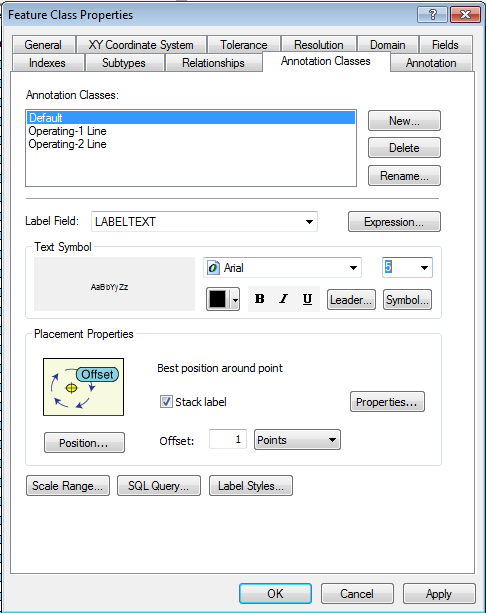 Feature Class Properties
General XY Coordinate System Tolerance Resolution Domain Fields
Indexes Subtypes Relationships Annotation Classes Annotation
Annotation Classes:
Default
Operating-1 Line
Operating-2 Line
New...
Delete
Rename...
Label Field: LABELTEXT Expression...
Text Symbol
AaBbYyZz
Arial 5
B I U Leader... Symbol...
Placement Properties
Offset
Best position around point
Stack label Properties...
Position... Offset: 1 Points
Scale Range... SQL Query... Label Styles...
OK Cancel Apply